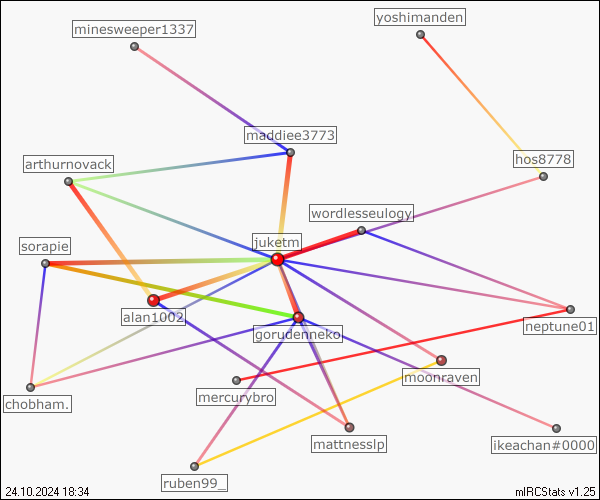 yoshimanden
minesweeper1337
maddiee3773
arthurnovack
hos8778
wordlesseulogy
juketm
sorapie
alan1002
neptune01
gorudenneko
moonraven
mercurybro
chobham.
mattnesslp
ikeachan#0000
ruben99_
24.10.2024 18:34
mIRCStats v1.25